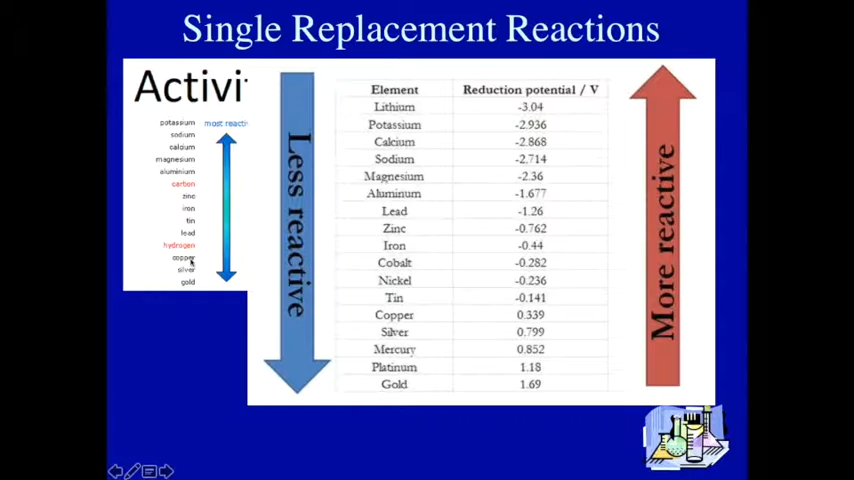 Single Replacement Reactions
Activi
potassium
most reactiv
sodium
calcium
magnesium
aluminium
carbon
zinc
iron
tin
lead
hydrogen
copper
silver
gold
Less reactive
Element Reduction potential / V
Lithium -3.04
Potassium -2.936
Calcium -2.868
Sodium -2.714
Magnesium -2.36
Aluminum -1.677
Lead -1.26
Zinc -0.762
Iron -0.44
Cobalt -0.282
Nickel -0.236
Tin -0.141
Copper 0.339
Silver 0.799
Mercury 0.852
Platinum 1.18
Gold 1.69
More reactive